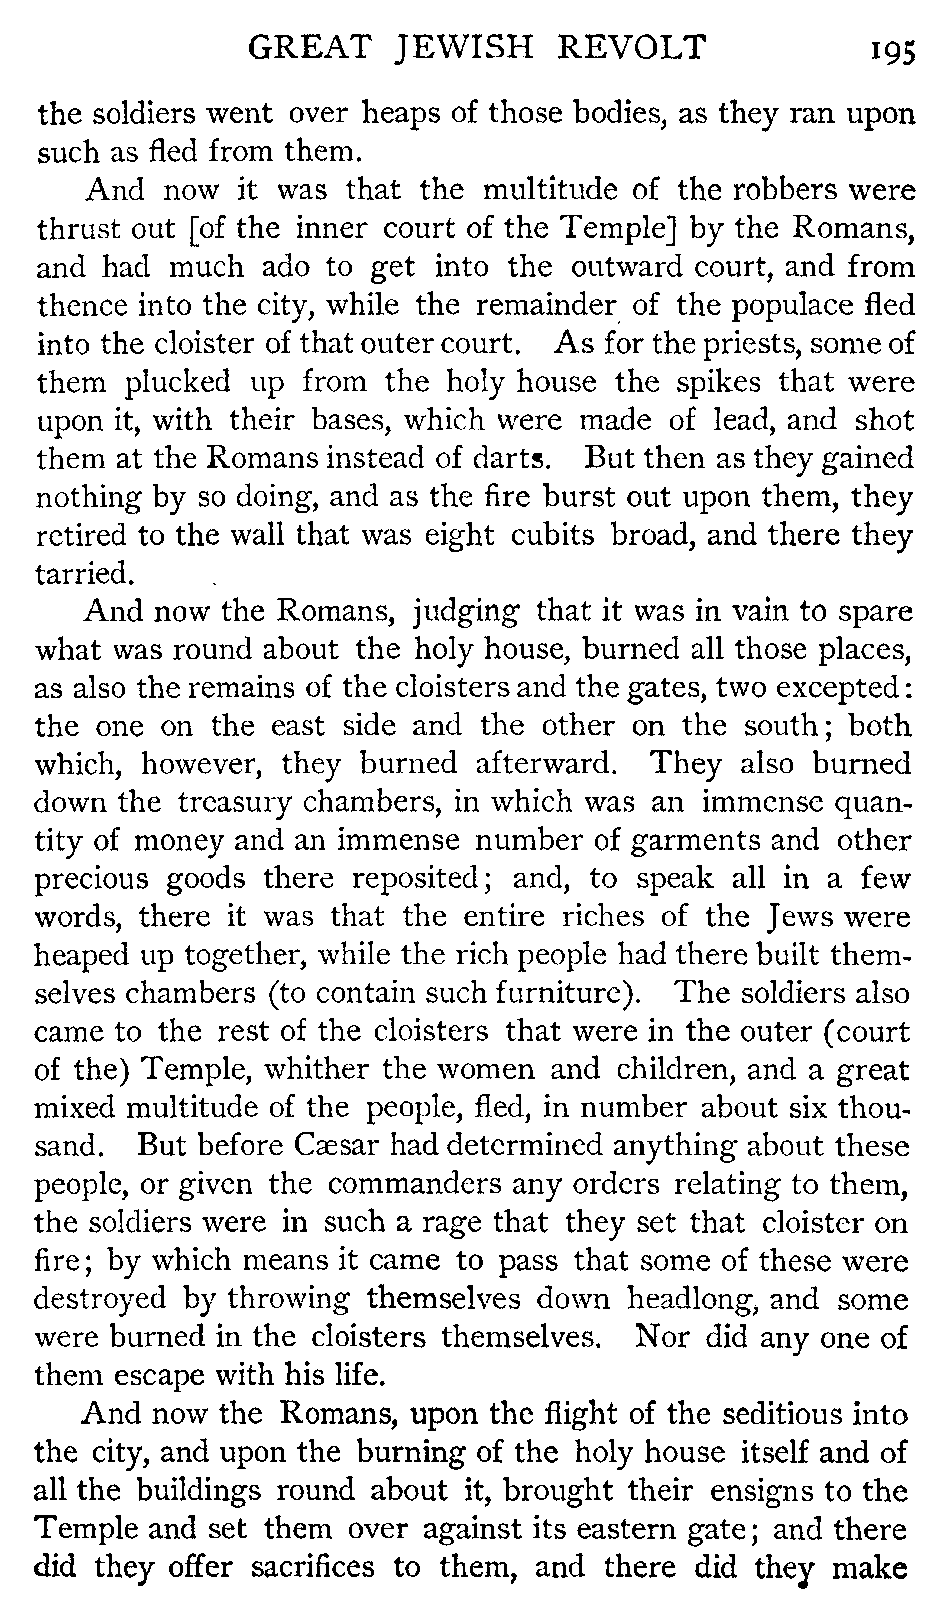 GREAT JEWISH REVOLT 195
the soldiers went over heaps of those bodies, as they ran upon
such as fled from them.
And now it was that the multitude of the robbers were
thrust out [of the inner court of the Temple] by the Romans,
and had much ado to get into the outward court, and from
thence into the city, while the remainder of the populace fled
into the cloister of that outer court. As for the priests, some of
them plucked up from the holy house the spikes that were
upon it, with their bases, which were made of lead, and shot
them at the Romans instead of darts. But then as they gained
nothing by so doing, and as the fire burst out upon them, they
retired to the wall that was eight cubits broad, and there they
tarried.
And now the Romans, judging that it was in vain to spare
what was round about the holy house, burned all those places,
as also the remains of the cloisters and the gates, two excepted:
the one on the east side and the other on the south; both
which, however, they burned afterward. They also burned
down the treasury chambers, in which was an immense quan-
tity of money and an immense number of garments and other
precious goods there reposited; and, to speak all in a few
words, there it was that the entire riches of the Jews were
heaped up together, while the rich people had there built them-
selves chambers (to contain such furniture). The soldiers also
came to the rest of the cloisters that were in the outer (court
of the) Temple, whither the women and children, and a great
mixed multitude of the people, fled, in number about six thou-
sand. But before Cæsar had determined anything about these
people, or given the commanders any orders relating to them,
the soldiers were in such a rage that they set that cloister on
fire; by which means it came to pass that some of these were
destroyed by throwing themselves down headlong, and some
were burned in the cloisters themselves. Nor did any one of
them escape with his life.
And now the Romans, upon the flight of the seditious into
the city, and upon the burning of the holy house itself and of
all the buildings round about it, brought their ensigns to the
Temple and set them over against its eastern gate; and there
did they offer sacrifices to them, and there did they make